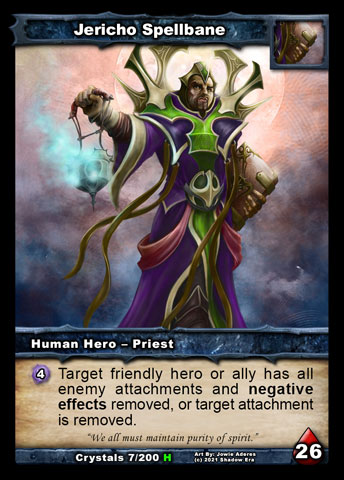 Jericho Spellbane
Human Hero – Priest
4 Target friendly hero or ally has all
enemy attachments and negative
effects removed, or target attachment
is removed.
"We all must maintain purity of spirit."
Crystals 7/200 H
Art By: Jowie Aderes
(c) 2021 Shadow Era
26